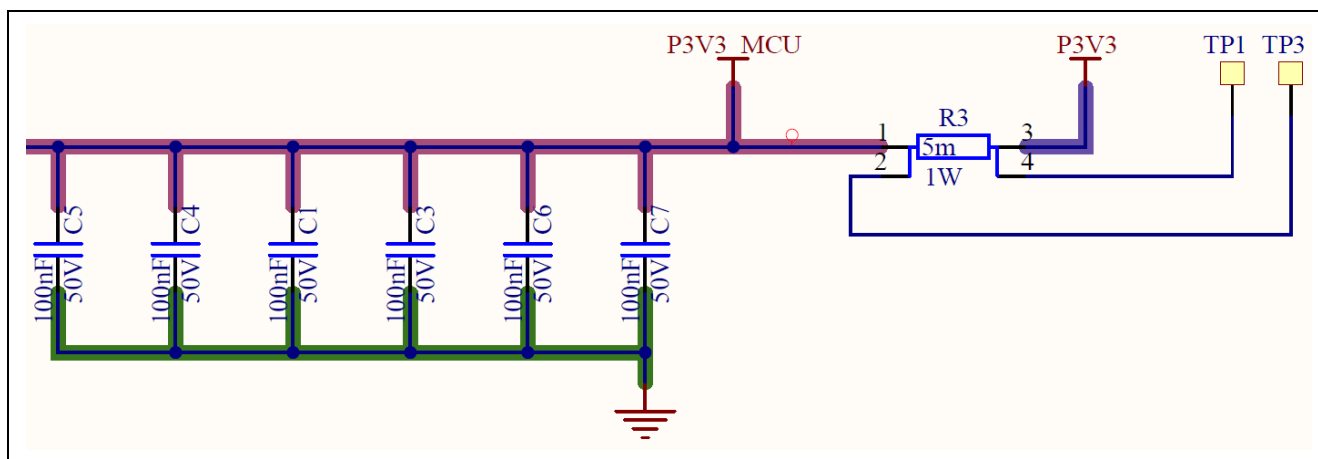 P3V3_MCU
P3V3
TP1
TP3
R3
1
3
5m
2
4
1W
C5
100nF
50V
C4
100nF
50V
C1
100nF
50V
C3
100nF
50V
C6
100nF
50V
C7
100nF
50V